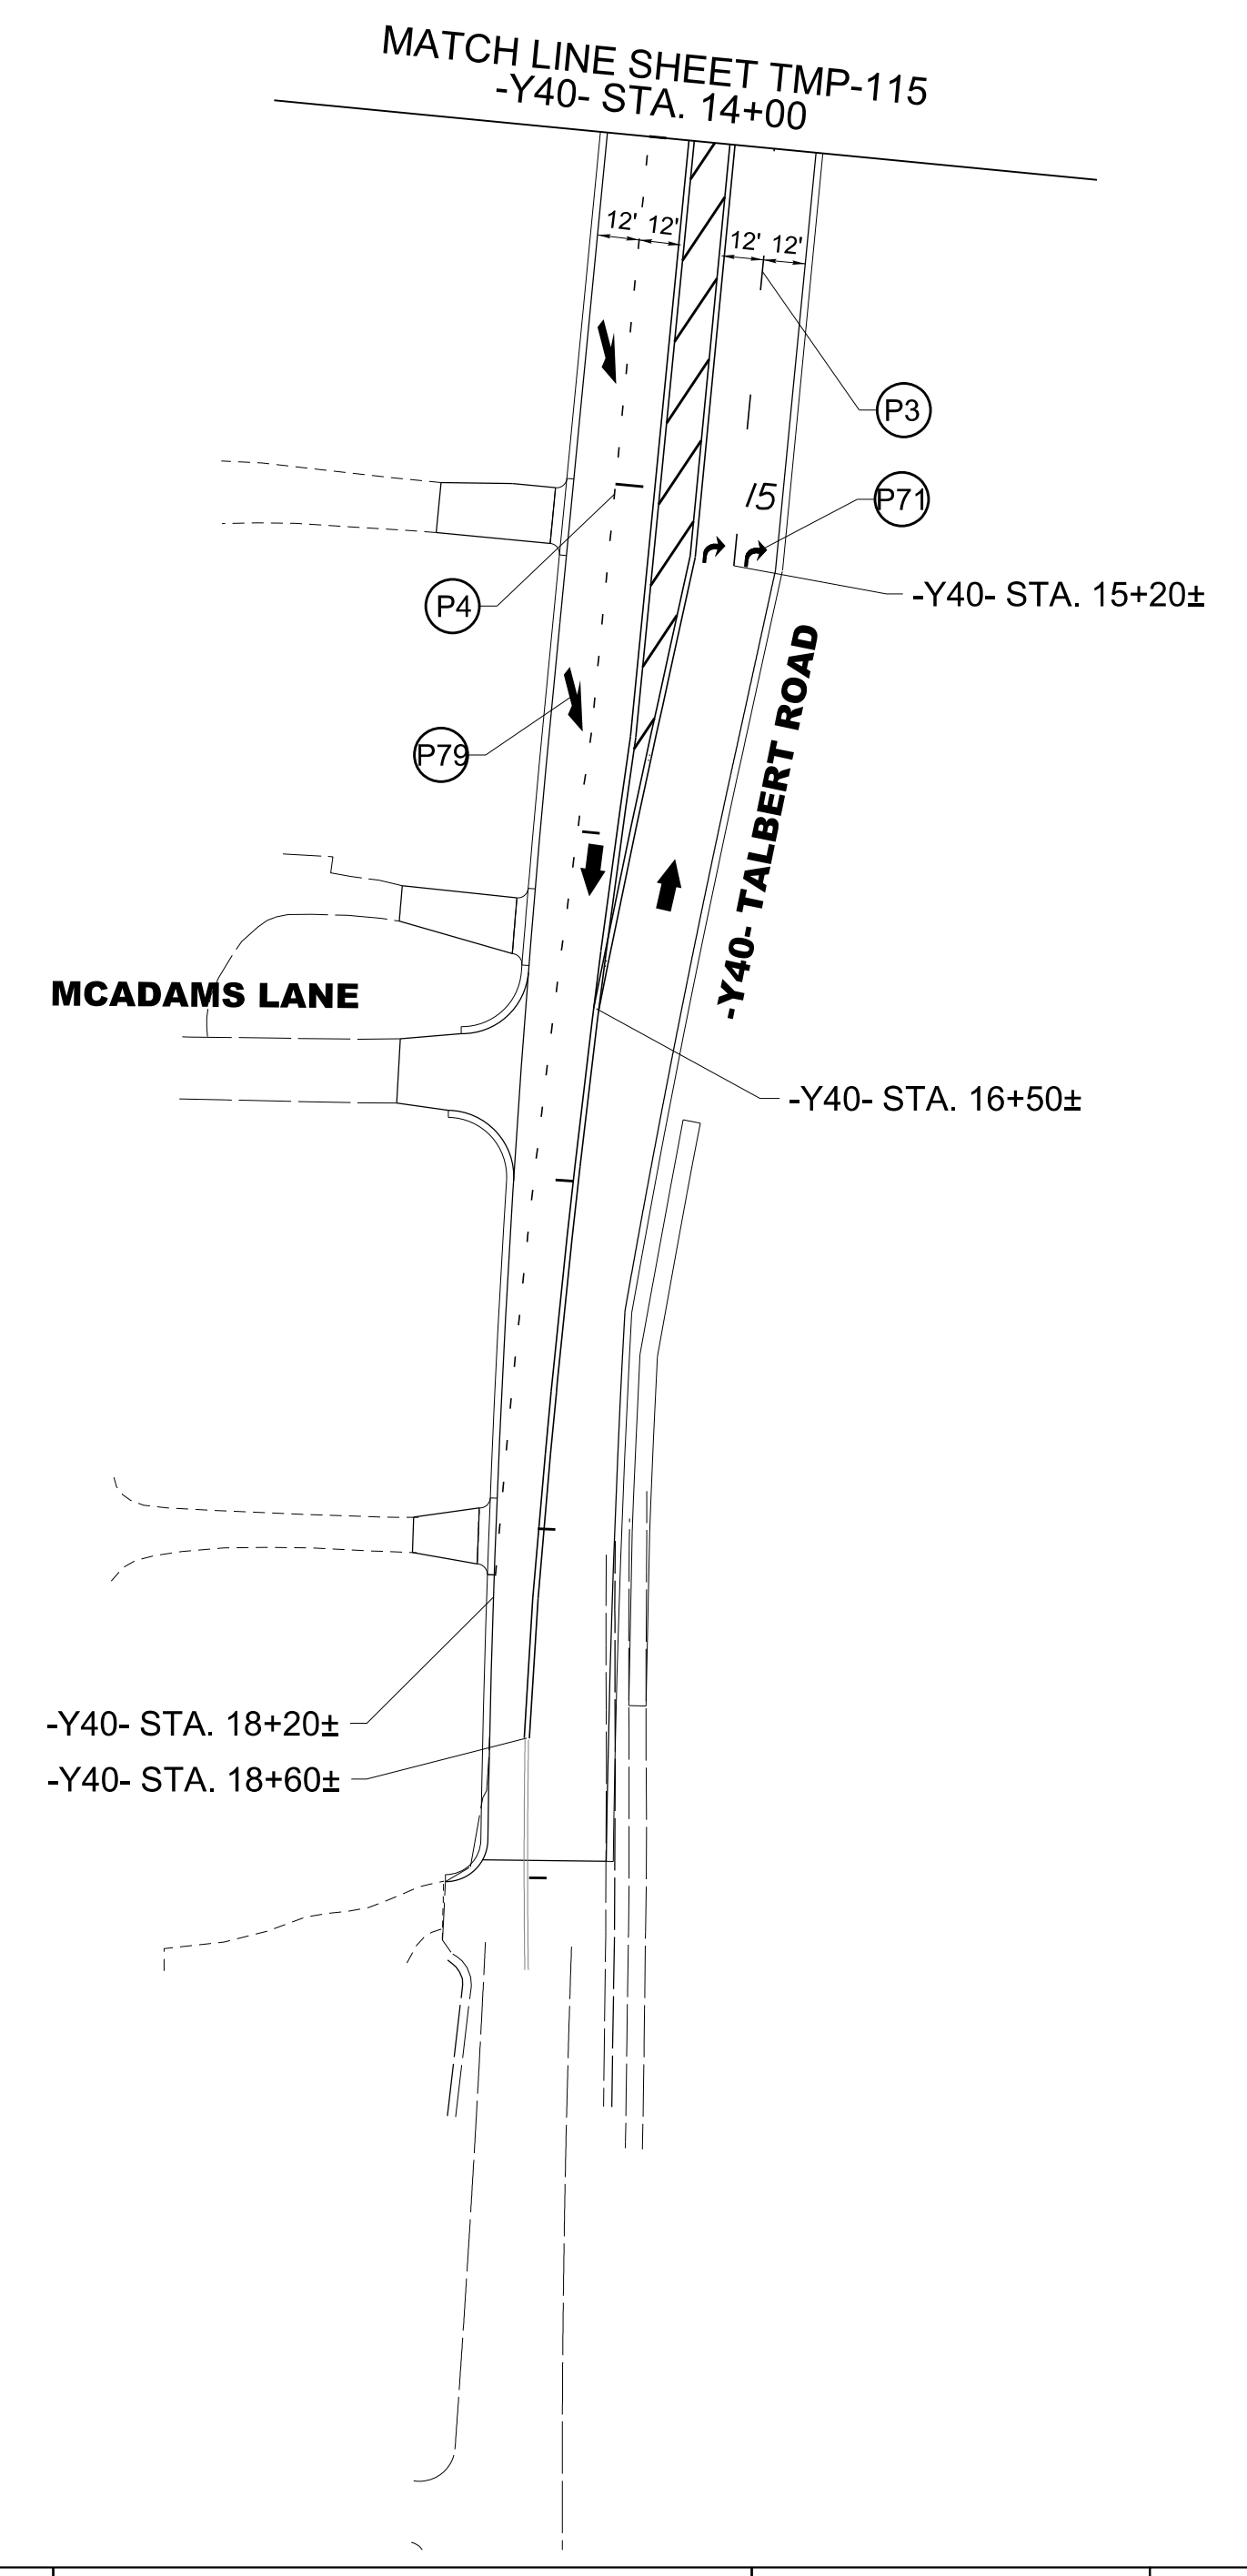 MATCH LINE SHEET TMP-115
-Y40- STA. 14+00
12' 12'
12' 12'
P3
15
P71
P4
-Y40- STA. 15+20±
P79
-Y40- TALBERT ROAD
MCADAMS LANE
-Y40- STA. 16+50±
-Y40- STA. 18+20±
-Y40- STA. 18+60±